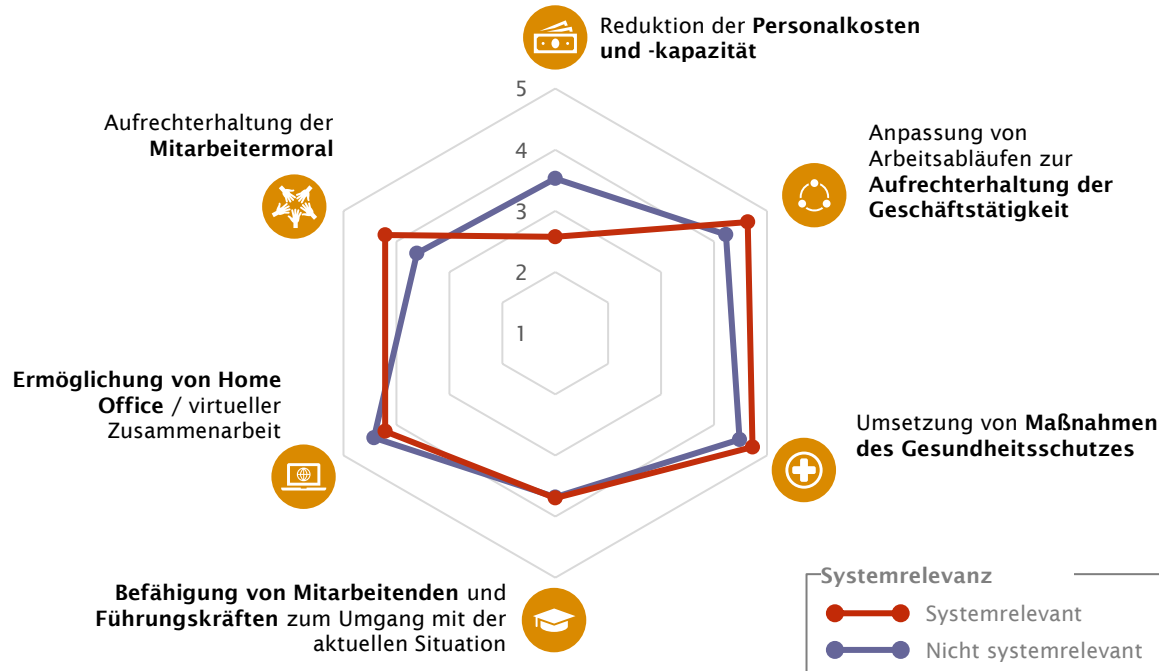 Reduktion der Personalkosten
und -kapazität
5
4
3
2
1
Anpassung von
Arbeitsabläufen zur
Aufrechterhaltung der
Geschäftstätigkeit
Umsetzung von Maßnahmen
des Gesundheitsschutzes
Befähigung von Mitarbeitenden und
Führungskräften zum Umgang mit der
aktuellen Situation
Ermöglichung von Home
Office / virtueller
Zusammenarbeit
Aufrechterhaltung der
Mitarbeitermoral
Systemrelevanz
Systemrelevant
Nicht systemrelevant